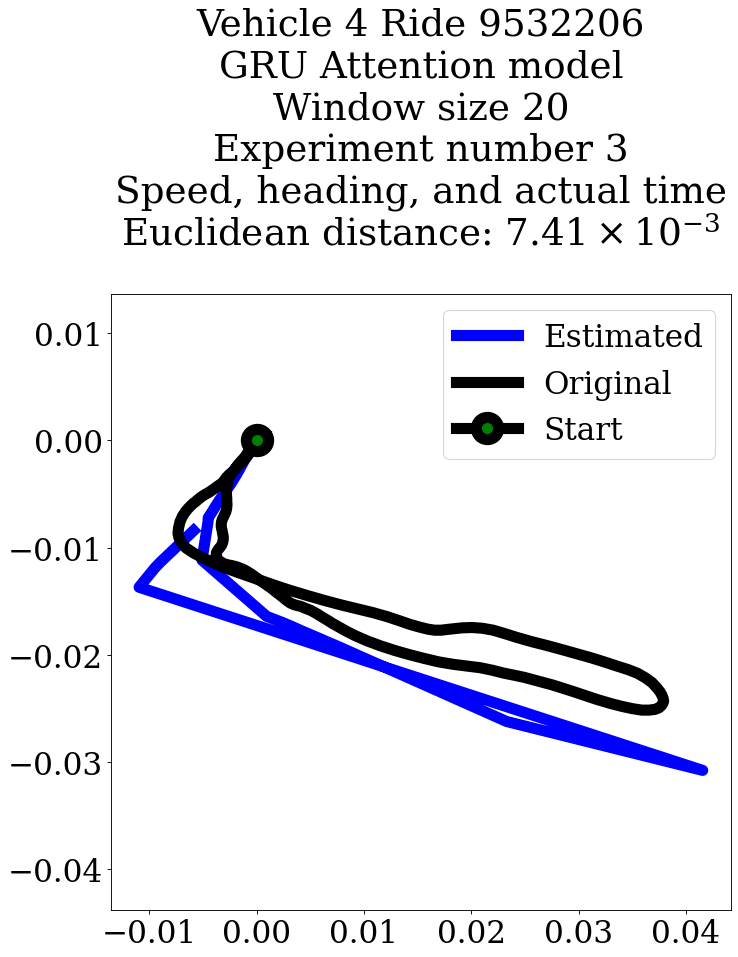 Vehicle 4 Ride 9532206
GRU Attention model
Window size 20
Experiment number 3
Speed, heading, and actual time
Euclidean distance: 7.41 × 10⁻³
Estimated
Original
Start
0.01
0.00
−0.01
−0.02
−0.03
−0.04
−0.01 0.00 0.01 0.02 0.03 0.04